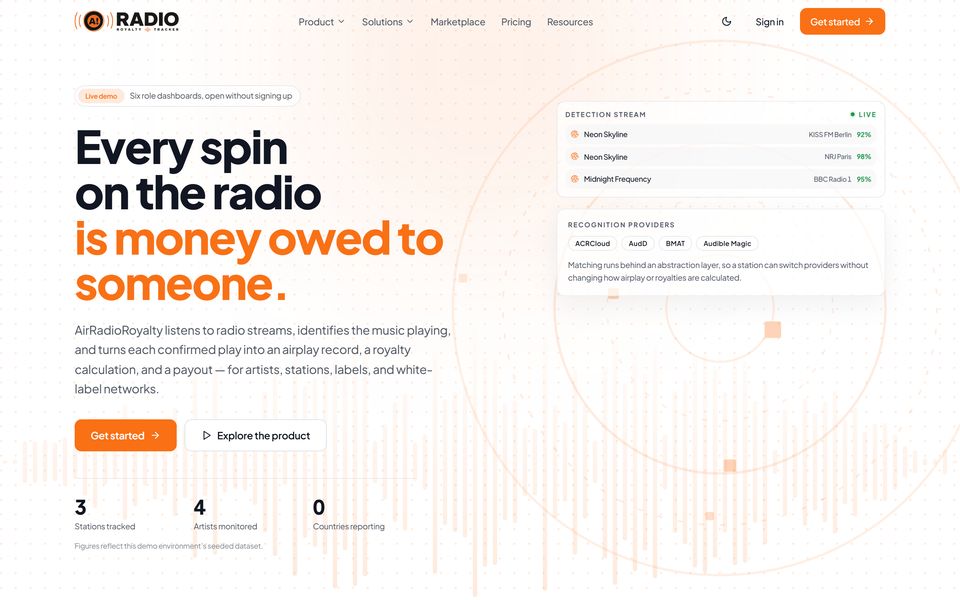 AI RADIO
ROYALTY TRACKER
Product
Solutions
Marketplace
Pricing
Resources
Sign in
Get started
Live demo
Six role dashboards, open without signing up
Every spin
on the radio
is money owed to
someone.
AirRadioRoyalty listens to radio streams, identifies the music playing,
and turns each confirmed play into an airplay record, a royalty
calculation, and a payout — for artists, stations, labels, and white-
label networks.
Get started
Explore the product
3
Stations tracked
4
Artists monitored
0
Countries reporting
Figures reflect this demo environment's seeded dataset.
DETECTION STREAM
LIVE
Neon Skyline KISS FM Berlin 92%
Neon Skyline NRJ Paris 98%
Midnight Frequency BBC Radio 1 95%
RECOGNITION PROVIDERS
ACRCloud AudD BMAT Audible Magic
Matching runs behind an abstraction layer, so a station can switch providers without
changing how airplay or royalties are calculated.